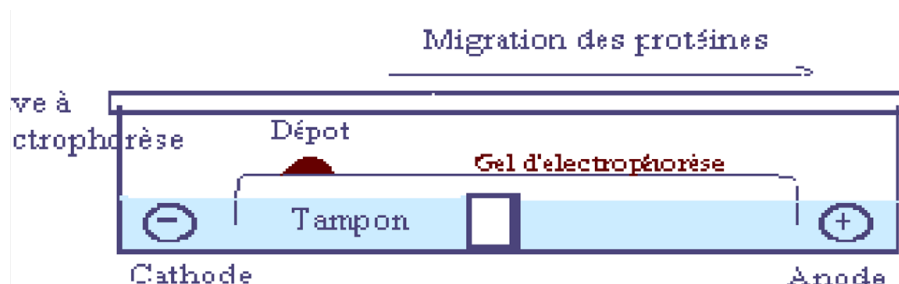 Migration des protéines
ve à
ctrophorèse
Dépot
Gel d'electrophorèse
Tampon
Cathode
Anode